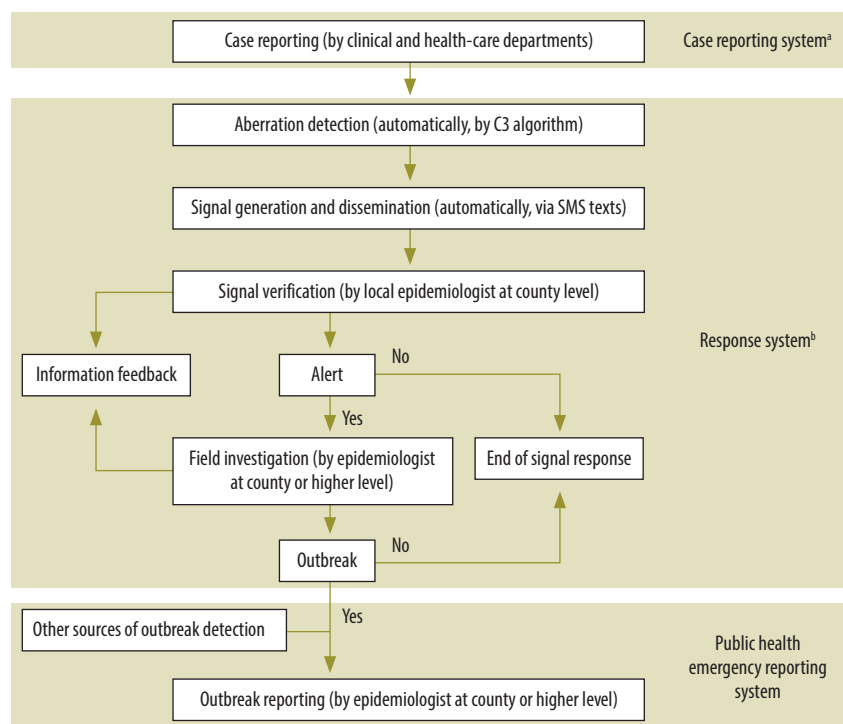 Case reporting (by clinical and health-care departments)
Case reporting systemᵃ
Aberration detection (automatically, by C3 algorithm)
Signal generation and dissemination (automatically, via SMS texts)
Signal verification (by local epidemiologist at county level)
Response systemᵇ
Information feedback
Alert
No
Yes
Field investigation (by epidemiologist
at county or higher level)
End of signal response
Outbreak
No
Yes
Other sources of outbreak detection
Public health
emergency reporting
system
Outbreak reporting (by epidemiologist at county or higher level)